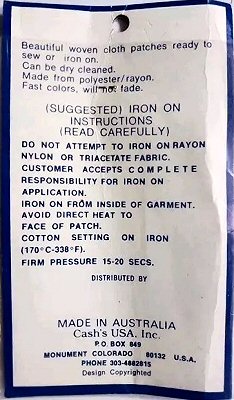 Beautiful woven cloth patches ready to
sew or iron on.
Can be dry cleaned.
Made from polyester/rayon.
Fast colors, will not fade.
(SUGGESTED) IRON ON
INSTRUCTIONS
(READ CAREFULLY)
DO NOT ATTEMPT TO IRON ON RAYON
NYLON OR TRIACETATE FABRIC.
CUSTOMER ACCEPTS COMPLETE
RESPONSIBILITY FOR IRON ON
APPLICATION.
IRON ON FROM INSIDE OF GARMENT.
AVOID DIRECT HEAT TO
FACE OF PATCH.
COTTON SETTING ON IRON
(170°C-338°F).
FIRM PRESSURE 15-20 SECS.
DISTRIBUTED BY
MADE IN AUSTRALIA
Cash's USA, Inc.
P.O. BOX 849
MONUMENT COLORADO 80132 U.S.A.
PHONE 303-4882815
Design Copyrighted